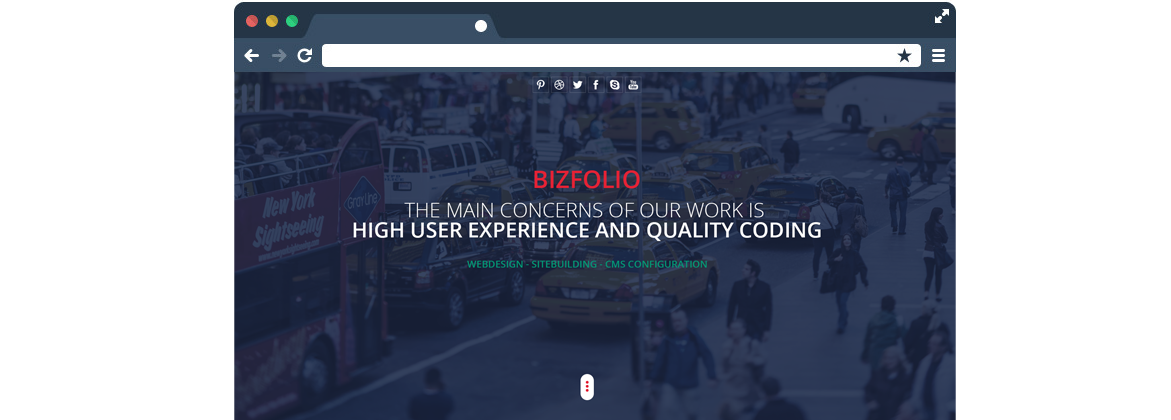 BIZFOLIO
THE MAIN CONCERNS OF OUR WORK IS
HIGH USER EXPERIENCE AND QUALITY CODING
WEBDESIGN - SITEBUILDING - CMS CONFIGURATION
New York
Sightseeing
Gray Line